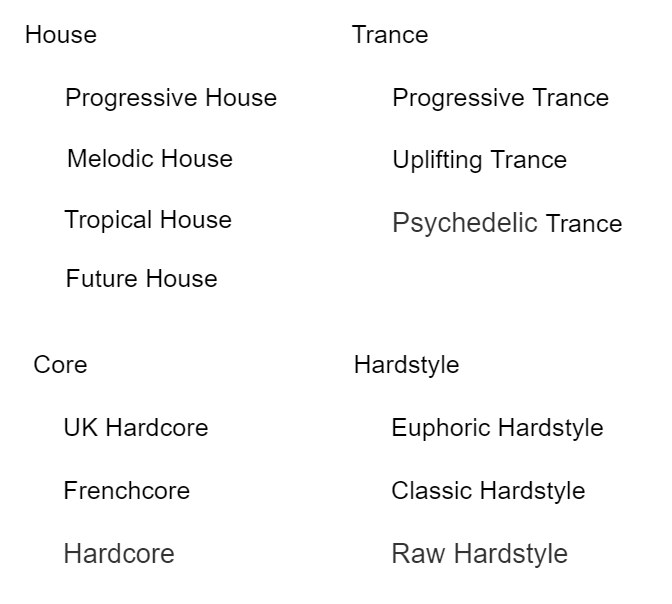 House
Progressive House
Melodic House
Tropical House
Future House
Trance
Progressive Trance
Uplifting Trance
Psychedelic Trance
Core
UK Hardcore
Frenchcore
Hardcore
Hardstyle
Euphoric Hardstyle
Classic Hardstyle
Raw Hardstyle